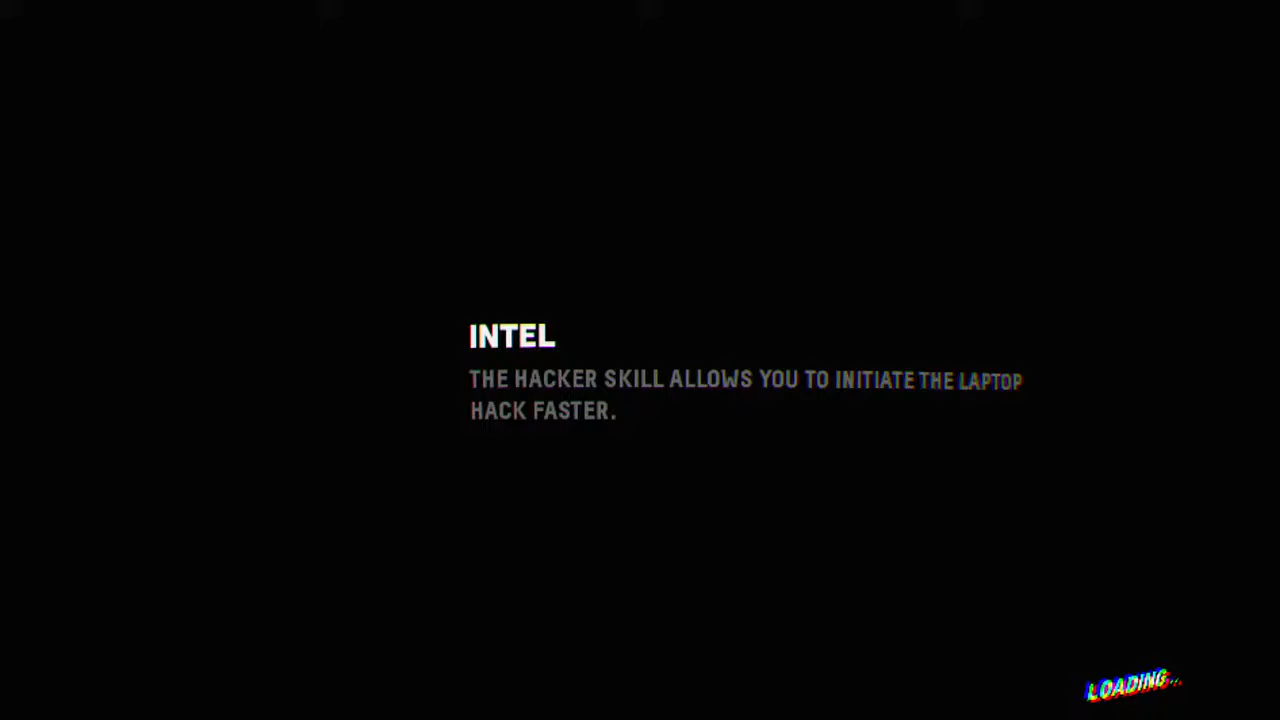 INTEL
THE HACKER SKILL ALLOWS YOU TO INITIATE THE LAPTOP
HACK FASTER.
LOADING...